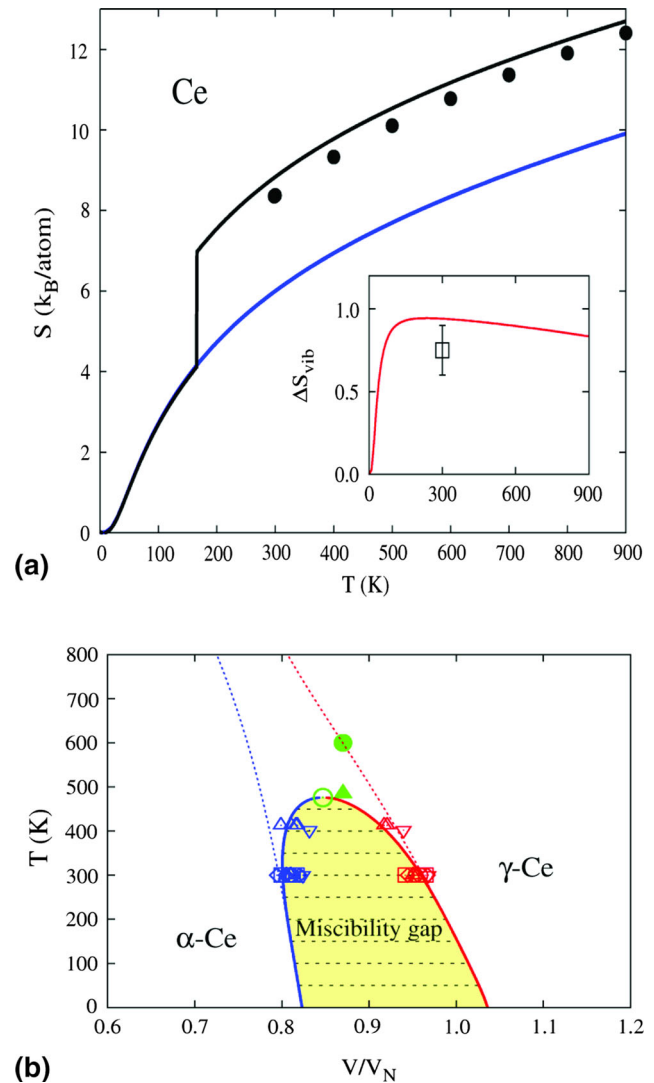 12
10
8
6
4
2
0
S (k_B/atom)
Ce
1.0
0.5
0.0
ΔS_vib
0 300 600 900
0 100 200 300 400 500 600 700 800 900
T (K)
(a)
800
700
600
500
400
300
200
100
0
T (K)
α-Ce
Miscibility gap
γ-Ce
0.6 0.7 0.8 0.9 1.0 1.1 1.2
V/V_N
(b)